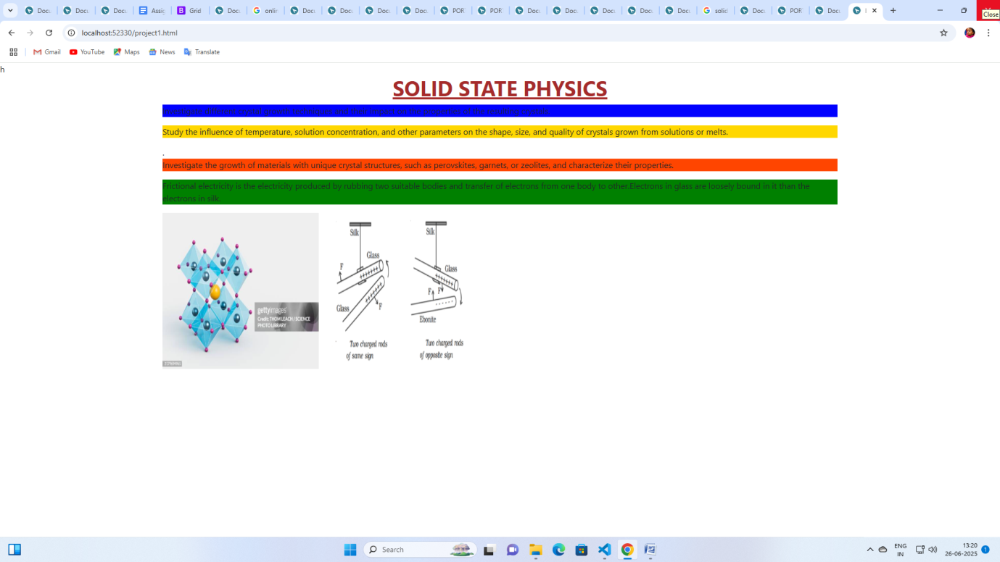 Docu
Docu
Docu
Assig
Grid
Docu
onlin
Docu
Docu
Docu
Docu
POR
POR
Docu
Docu
Docu
Docu
Docu
solid
Docu
POR
Docu
Close
localhost:52330/project1.html
Gmail YouTube Maps News Translate
h
SOLID STATE PHYSICS
Investigate different crystal growth techniques and their impact on the properties of the resulting crystals.
Study the influence of temperature, solution concentration, and other parameters on the shape, size, and quality of crystals grown from solutions or melts.
.
Investigate the growth of materials with unique crystal structures, such as perovskites, garnets, or zeolites, and characterize their properties.
Frictional electricity is the electricity produced by rubbing two suitable bodies and transfer of electrons from one body to other.Electrons in glass are loosely bound in it than the
electrons in silk.
gettyimages
Credit: THOM LEACH / SCIENCE
PHOTO LIBRARY
Silk
Glass
F
Glass
F
Two charged rods
of same sign
Silk
Glass
F
F
Ebonite
Two charged rods
of opposite sign
Search
ENG
IN
13:20
26-06-2025
1